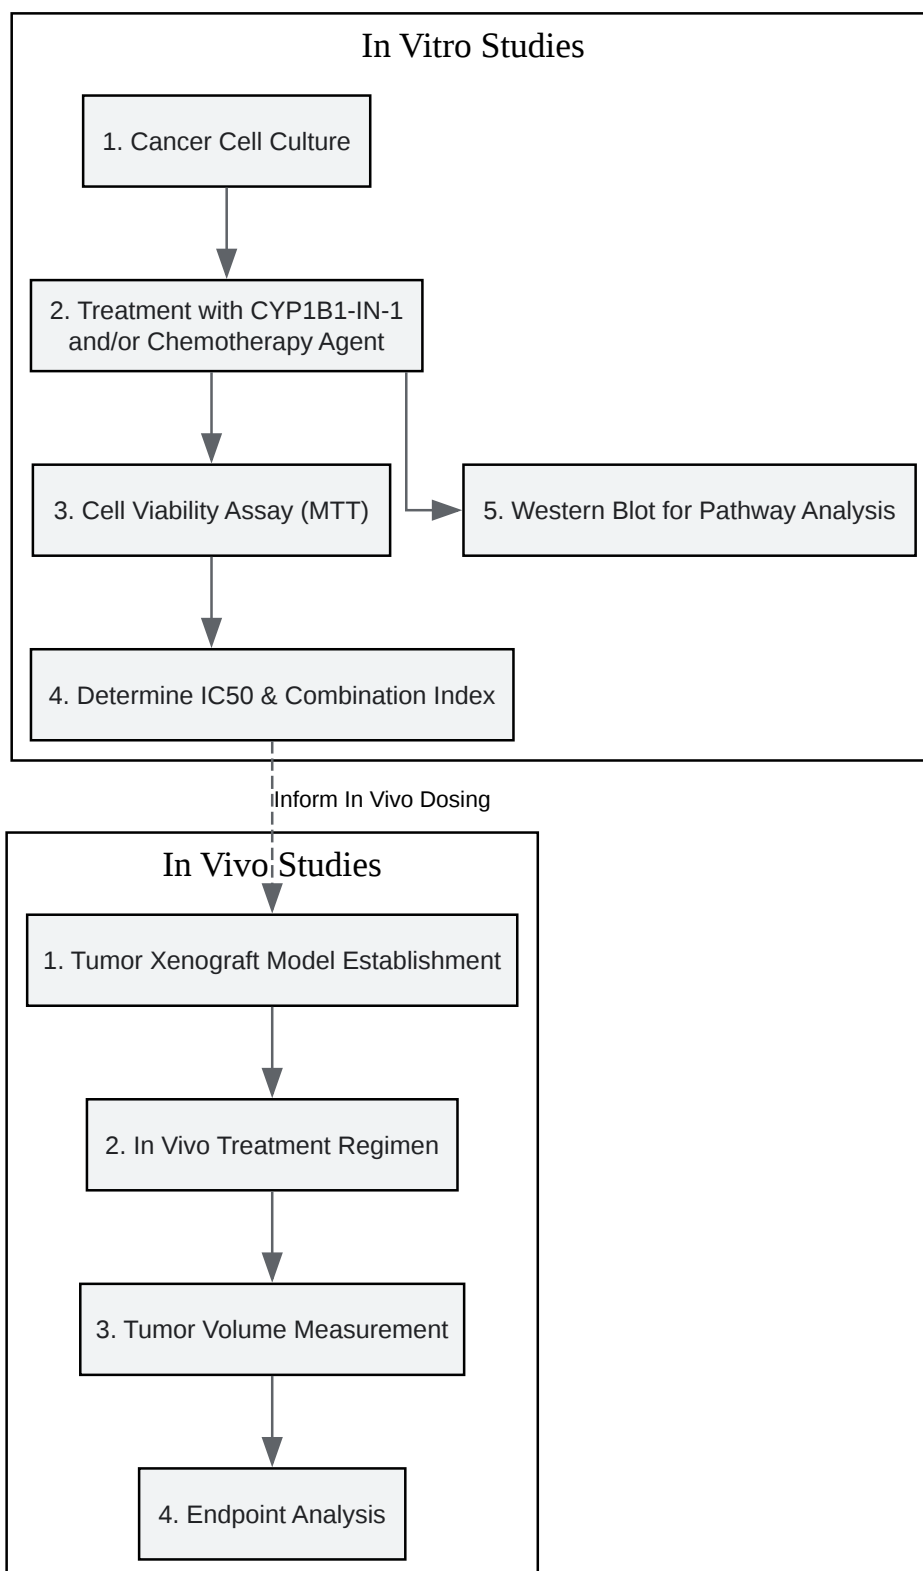 In Vitro Studies
1. Cancer Cell Culture
2. Treatment with CYP1B1-IN-1
and/or Chemotherapy Agent
3. Cell Viability Assay (MTT)
5. Western Blot for Pathway Analysis
4. Determine IC50 & Combination Index
Inform In Vivo Dosing
In Vivo Studies
1. Tumor Xenograft Model Establishment
2. In Vivo Treatment Regimen
3. Tumor Volume Measurement
4. Endpoint Analysis